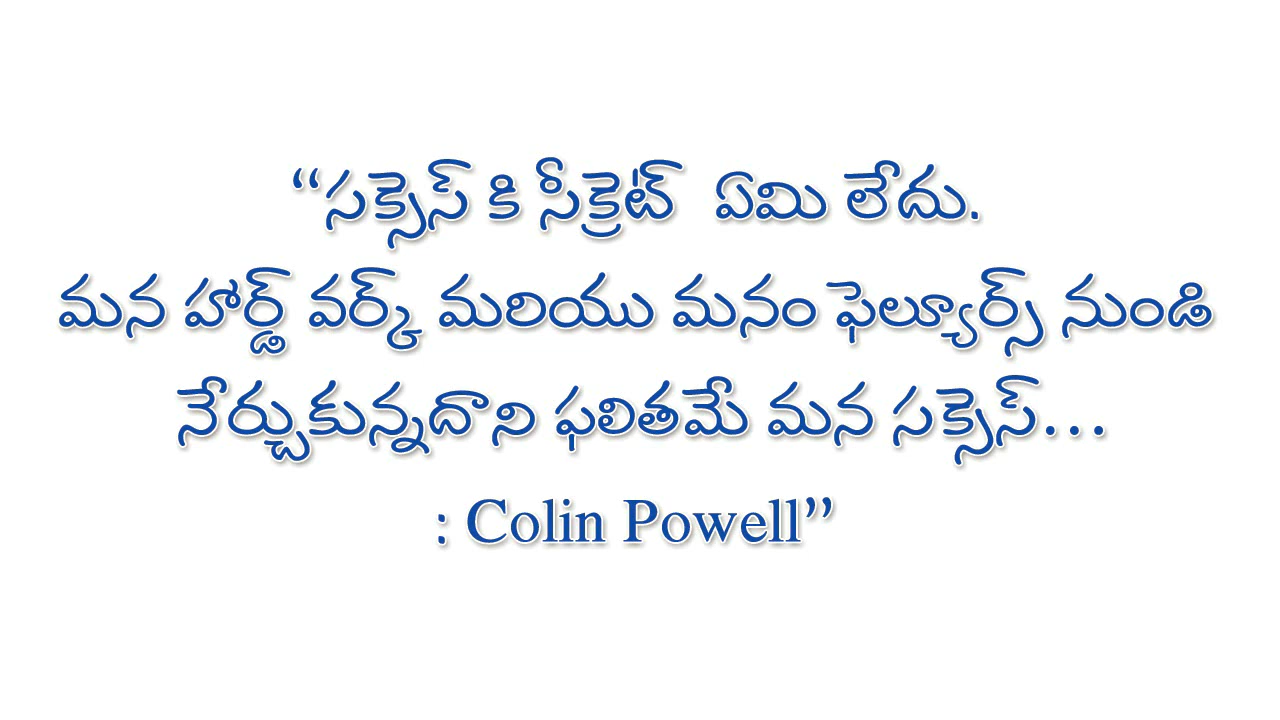 “సక్సెస్ కి సీక్రెట్ ఏమి లేదు.
మన హార్డ్ వర్క్ మరియు మనం ఫెల్యూర్స్ నుండి
నేర్చుకున్నదాని ఫలితమే మన సక్సెస్...
: Colin Powell”